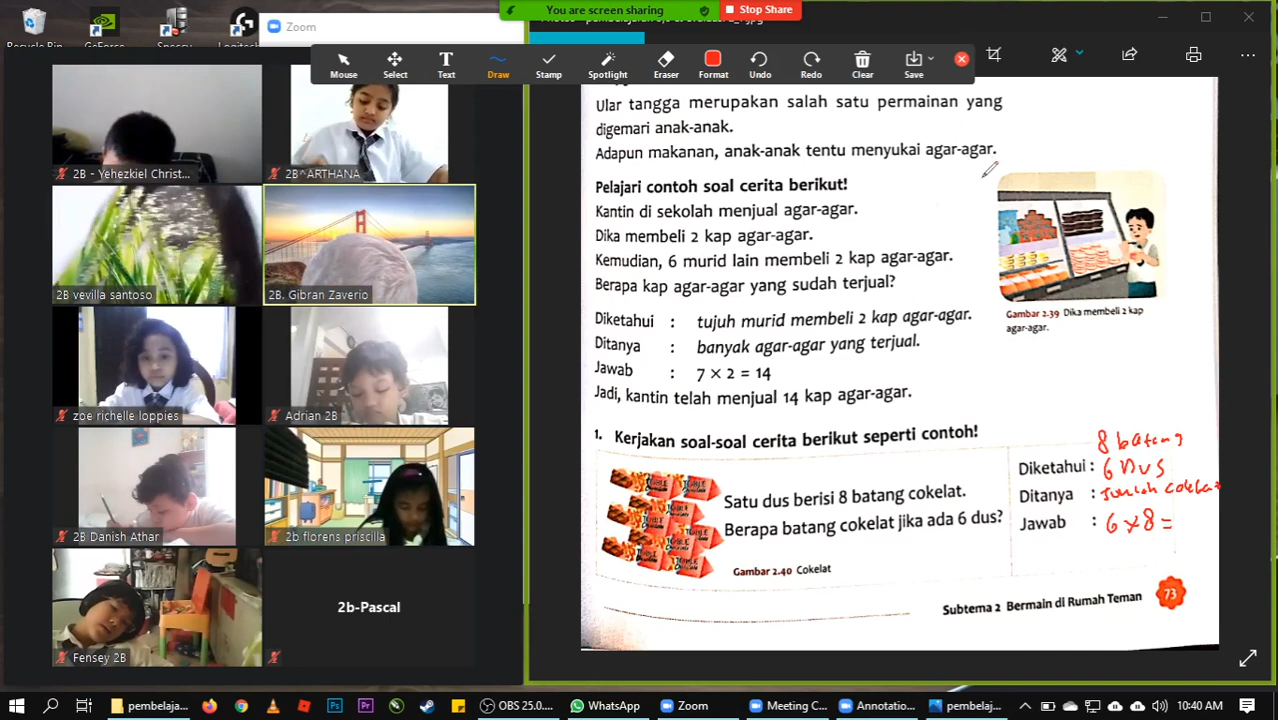 You are screen sharing
Stop Share
Zoom
Mouse
Select
Text
Draw
Stamp
Spotlight
Eraser
Format
Undo
Redo
Clear
Save
Recycle Bin
2B - Yehezkiel Christ...
2B^ARTHANA
2B vevilla santoso
2B. Gibran Zaverio
zoe richelle loppies
Adrian 2B
2B Danish Athar
2b florens priscilla
Fensey 2B
2b-Pascal
Ular tangga merupakan salah satu permainan yang
digemari anak-anak.
Adapun makanan, anak-anak tentu menyukai agar-agar.
Pelajari contoh soal cerita berikut!
Kantin di sekolah menjual agar-agar.
Dika membeli 2 kap agar-agar.
Kemudian, 6 murid lain membeli 2 kap agar-agar.
Berapa kap agar-agar yang sudah terjual?
Gambar 2.39 Dika membeli 2 kap
agar-agar.
Diketahui : tujuh murid membeli 2 kap agar-agar.
Ditanya : banyak agar-agar yang terjual.
Jawab : 7 × 2 = 14
Jadi, kantin telah menjual 14 kap agar-agar.
1. Kerjakan soal-soal cerita berikut seperti contoh!
Satu dus berisi 8 batang cokelat.
Berapa batang cokelat jika ada 6 dus?
Gambar 2.40 Cokelat
8 batang
Diketahui : 6 Dus
Ditanya : Jumlah cokelat
Jawab : 6 x 8 =
Subtema 2 Bermain di Rumah Teman 73
pembela...
OBS 25.0...
WhatsApp
Zoom
Meeting C...
Annotatio...
pembelaj...
10:40 AM